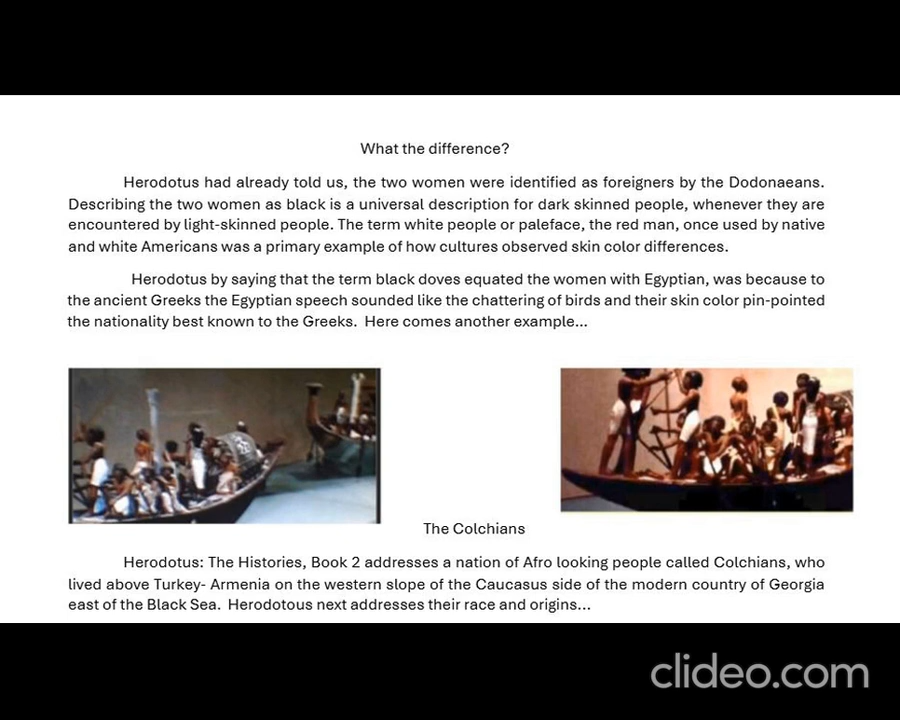 What the difference?
Herodotus had already told us, the two women were identified as foreigners by the Dodonaeans.
Describing the two women as black is a universal description for dark skinned people, whenever they are
encountered by light-skinned people. The term white people or paleface, the red man, once used by native
and white Americans was a primary example of how cultures observed skin color differences.
Herodotus by saying that the term black doves equated the women with Egyptian, was because to
the ancient Greeks the Egyptian speech sounded like the chattering of birds and their skin color pin-pointed
the nationality best known to the Greeks. Here comes another example...
The Colchians
Herodotus: The Histories, Book 2 addresses a nation of Afro looking people called Colchians, who
lived above Turkey- Armenia on the western slope of the Caucasus side of the modern country of Georgia
east of the Black Sea. Herodotous next addresses their race and origins...
clideo.com